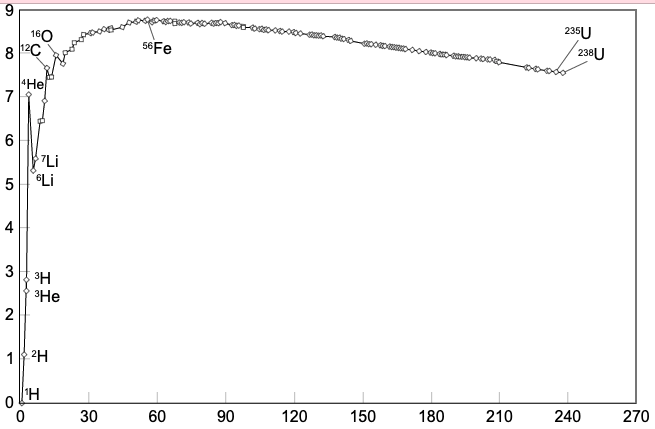 9
8
7
6
5
4
3
2
1
0
¹⁶O
¹²C
⁴He
⁵⁶Fe
²³⁵U
²³⁸U
⁷Li
⁶Li
³H
³He
²H
¹H
0 30 60 90 120 150 180 210 240 270